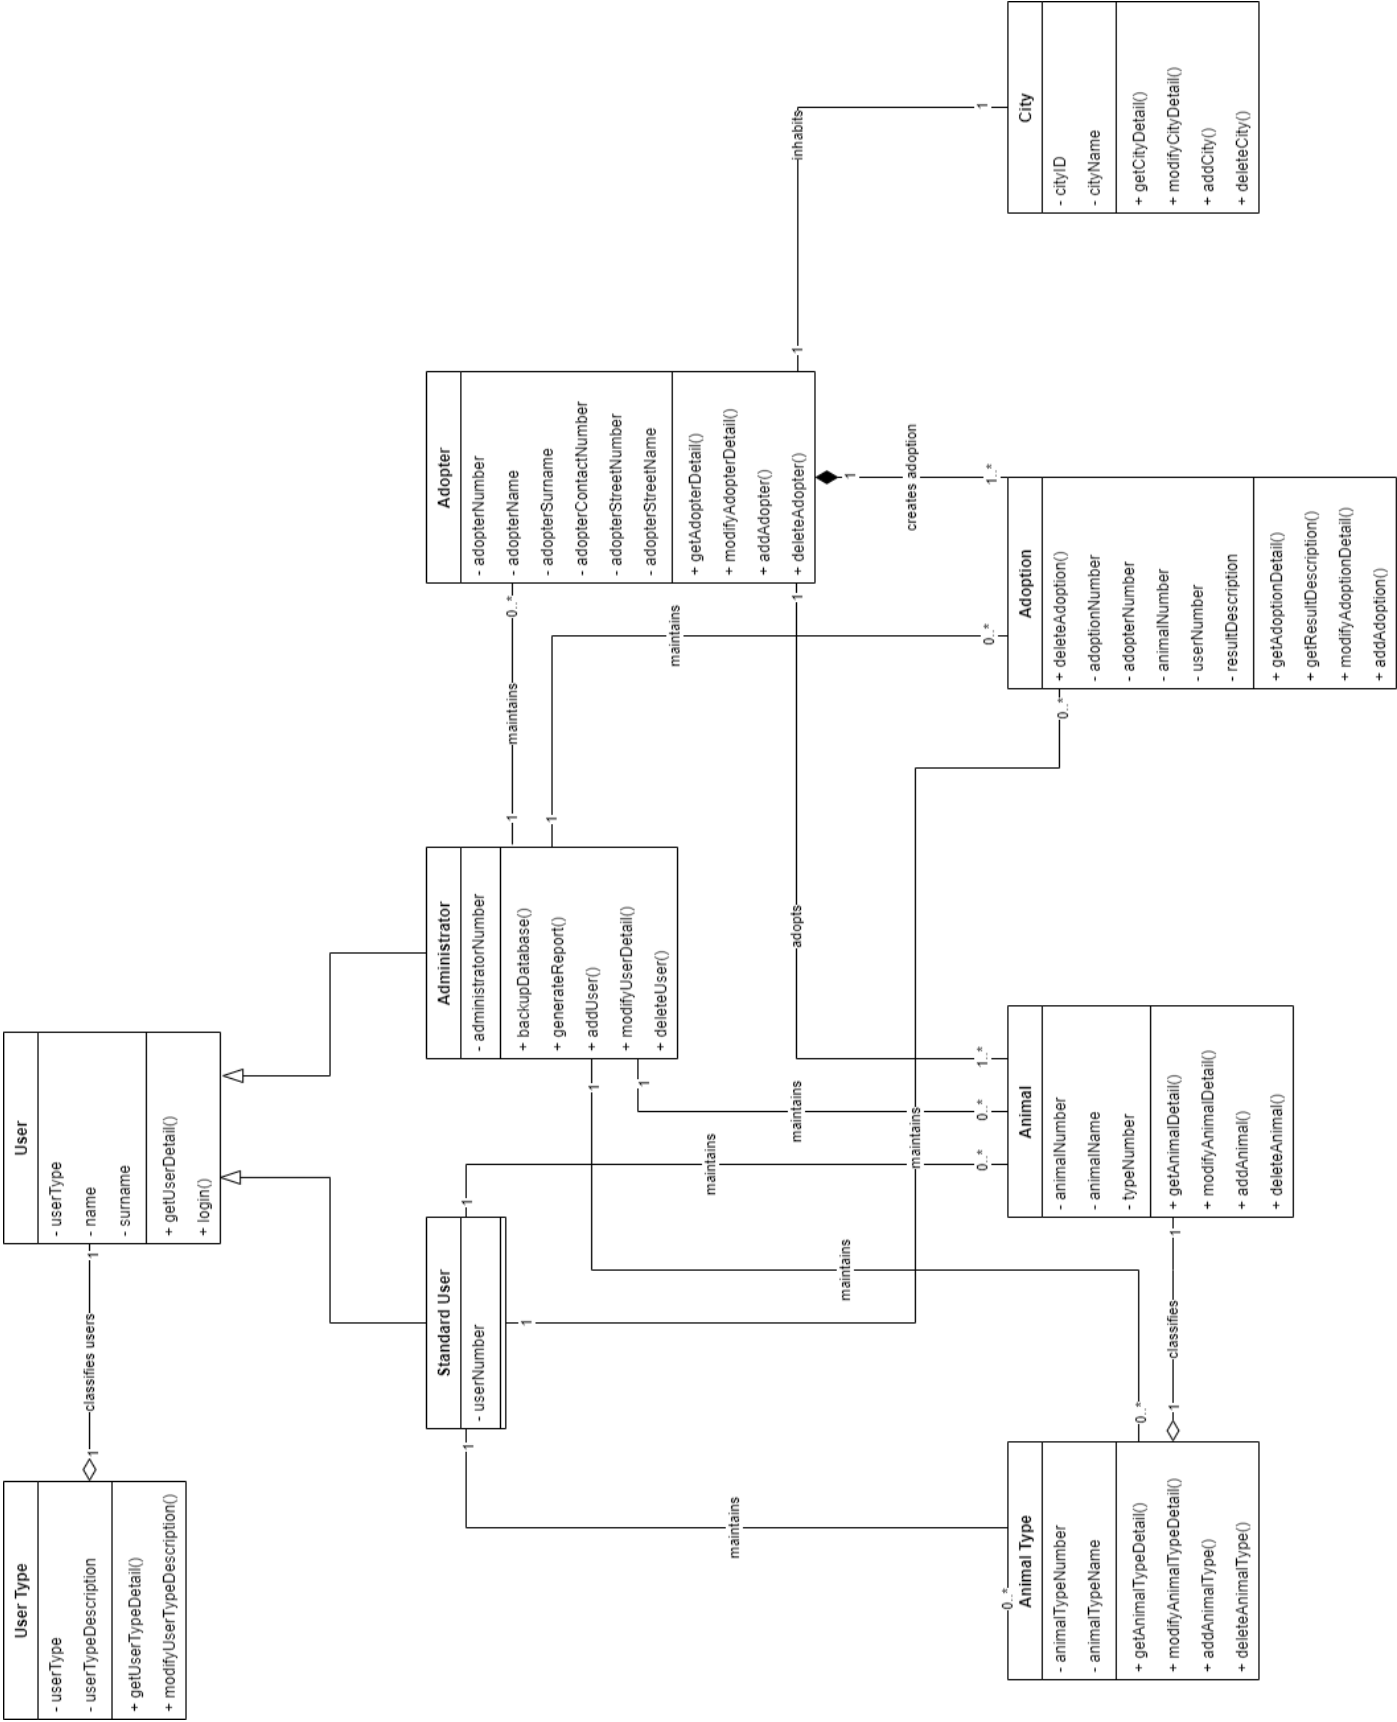 User Type
- userType
- userTypeDescription
+ getUserTypeDetail()
+ modifyUserTypeDescription()
1
classifies users
1
User
- userType
- name
- surname
+ getUserDetail()
+ login()
Standard User
- userNumber
1
1
1
Administrator
- administratorNumber
+ backupDatabase()
+ generateReport()
+ addUser()
+ modifyUserDetail()
+ deleteUser()
1
1
1
1
maintains
0..*
Adopter
- adopterNumber
- adopterName
- adopterSurname
- adopterContactNumber
- adopterStreetNumber
- adopterStreetName
+ getAdopterDetail()
+ modifyAdopterDetail()
+ addAdopter()
+ deleteAdopter()
maintains
maintains
maintains
maintains
maintains
maintains
adopts
1
1
creates adoption
1
inhabits
Animal Type
- animalTypeNumber
- animalTypeName
+ getAnimalTypeDetail()
+ modifyAnimalTypeDetail()
+ addAnimalType()
+ deleteAnimalType()
0..*
0..*
1
classifies
1
Animal
- animalNumber
- animalName
- typeNumber
+ getAnimalDetail()
+ modifyAnimalDetail()
+ addAnimal()
+ deleteAnimal()
0..*
0..*
1..*
Adoption
+ deleteAdoption()
- adoptionNumber
- adopterNumber
- animalNumber
- userNumber
- resultDescription
+ getAdoptionDetail()
+ getResultDescription()
+ modifyAdoptionDetail()
+ addAdoption()
0..*
0..*
1..*
City
- cityID
- cityName
+ getCityDetail()
+ modifyCityDetail()
+ addCity()
+ deleteCity()
1